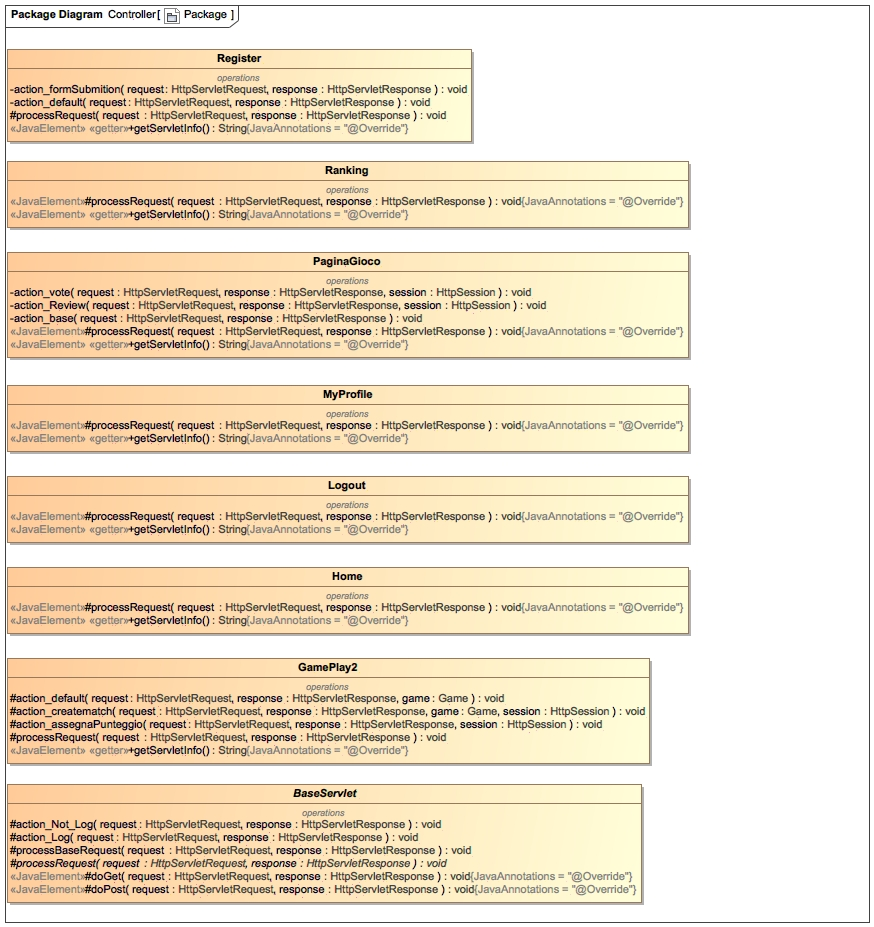 Package Diagram Controller[ Package ]
Register
operations
-action_formSubmition( request : HttpServletRequest, response : HttpServletResponse ) : void
-action_default( request : HttpServletRequest, response : HttpServletResponse ) : void
#processRequest( request : HttpServletRequest, response : HttpServletResponse ) : void
«JavaElement» «getter»+getServletInfo() : String{JavaAnnotations = "@Override"}
Ranking
operations
«JavaElement»#processRequest( request : HttpServletRequest, response : HttpServletResponse ) : void{JavaAnnotations = "@Override"}
«JavaElement» «getter»+getServletInfo() : String{JavaAnnotations = "@Override"}
PaginaGioco
operations
-action_vote( request : HttpServletRequest, response : HttpServletResponse, session : HttpSession ) : void
-action_Review( request : HttpServletRequest, response : HttpServletResponse, session : HttpSession ) : void
-action_base( request : HttpServletRequest, response : HttpServletResponse ) : void
«JavaElement»#processRequest( request : HttpServletRequest, response : HttpServletResponse ) : void{JavaAnnotations = "@Override"}
«JavaElement» «getter»+getServletInfo() : String{JavaAnnotations = "@Override"}
MyProfile
operations
«JavaElement»#processRequest( request : HttpServletRequest, response : HttpServletResponse ) : void{JavaAnnotations = "@Override"}
«JavaElement» «getter»+getServletInfo() : String{JavaAnnotations = "@Override"}
Logout
operations
«JavaElement»#processRequest( request : HttpServletRequest, response : HttpServletResponse ) : void{JavaAnnotations = "@Override"}
«JavaElement» «getter»+getServletInfo() : String{JavaAnnotations = "@Override"}
Home
operations
«JavaElement»#processRequest( request : HttpServletRequest, response : HttpServletResponse ) : void{JavaAnnotations = "@Override"}
«JavaElement» «getter»+getServletInfo() : String{JavaAnnotations = "@Override"}
GamePlay2
operations
#action_default( request : HttpServletRequest, response : HttpServletResponse, game : Game ) : void
#action_creatematch( request : HttpServletRequest, response : HttpServletResponse, game : Game, session : HttpSession ) : void
#action_assegnaPunteggio( request : HttpServletRequest, response : HttpServletResponse, session : HttpSession ) : void
#processRequest( request : HttpServletRequest, response : HttpServletResponse ) : void
«JavaElement» «getter»+getServletInfo() : String{JavaAnnotations = "@Override"}
BaseServlet
operations
#action_Not_Log( request : HttpServletRequest, response : HttpServletResponse ) : void
#action_Log( request : HttpServletRequest, response : HttpServletResponse ) : void
#processBaseRequest( request : HttpServletRequest, response : HttpServletResponse ) : void
#processRequest( request : HttpServletRequest, response : HttpServletResponse ) : void
«JavaElement»#doGet( request : HttpServletRequest, response : HttpServletResponse ) : void{JavaAnnotations = "@Override"}
«JavaElement»#doPost( request : HttpServletRequest, response : HttpServletResponse ) : void{JavaAnnotations = "@Override"}